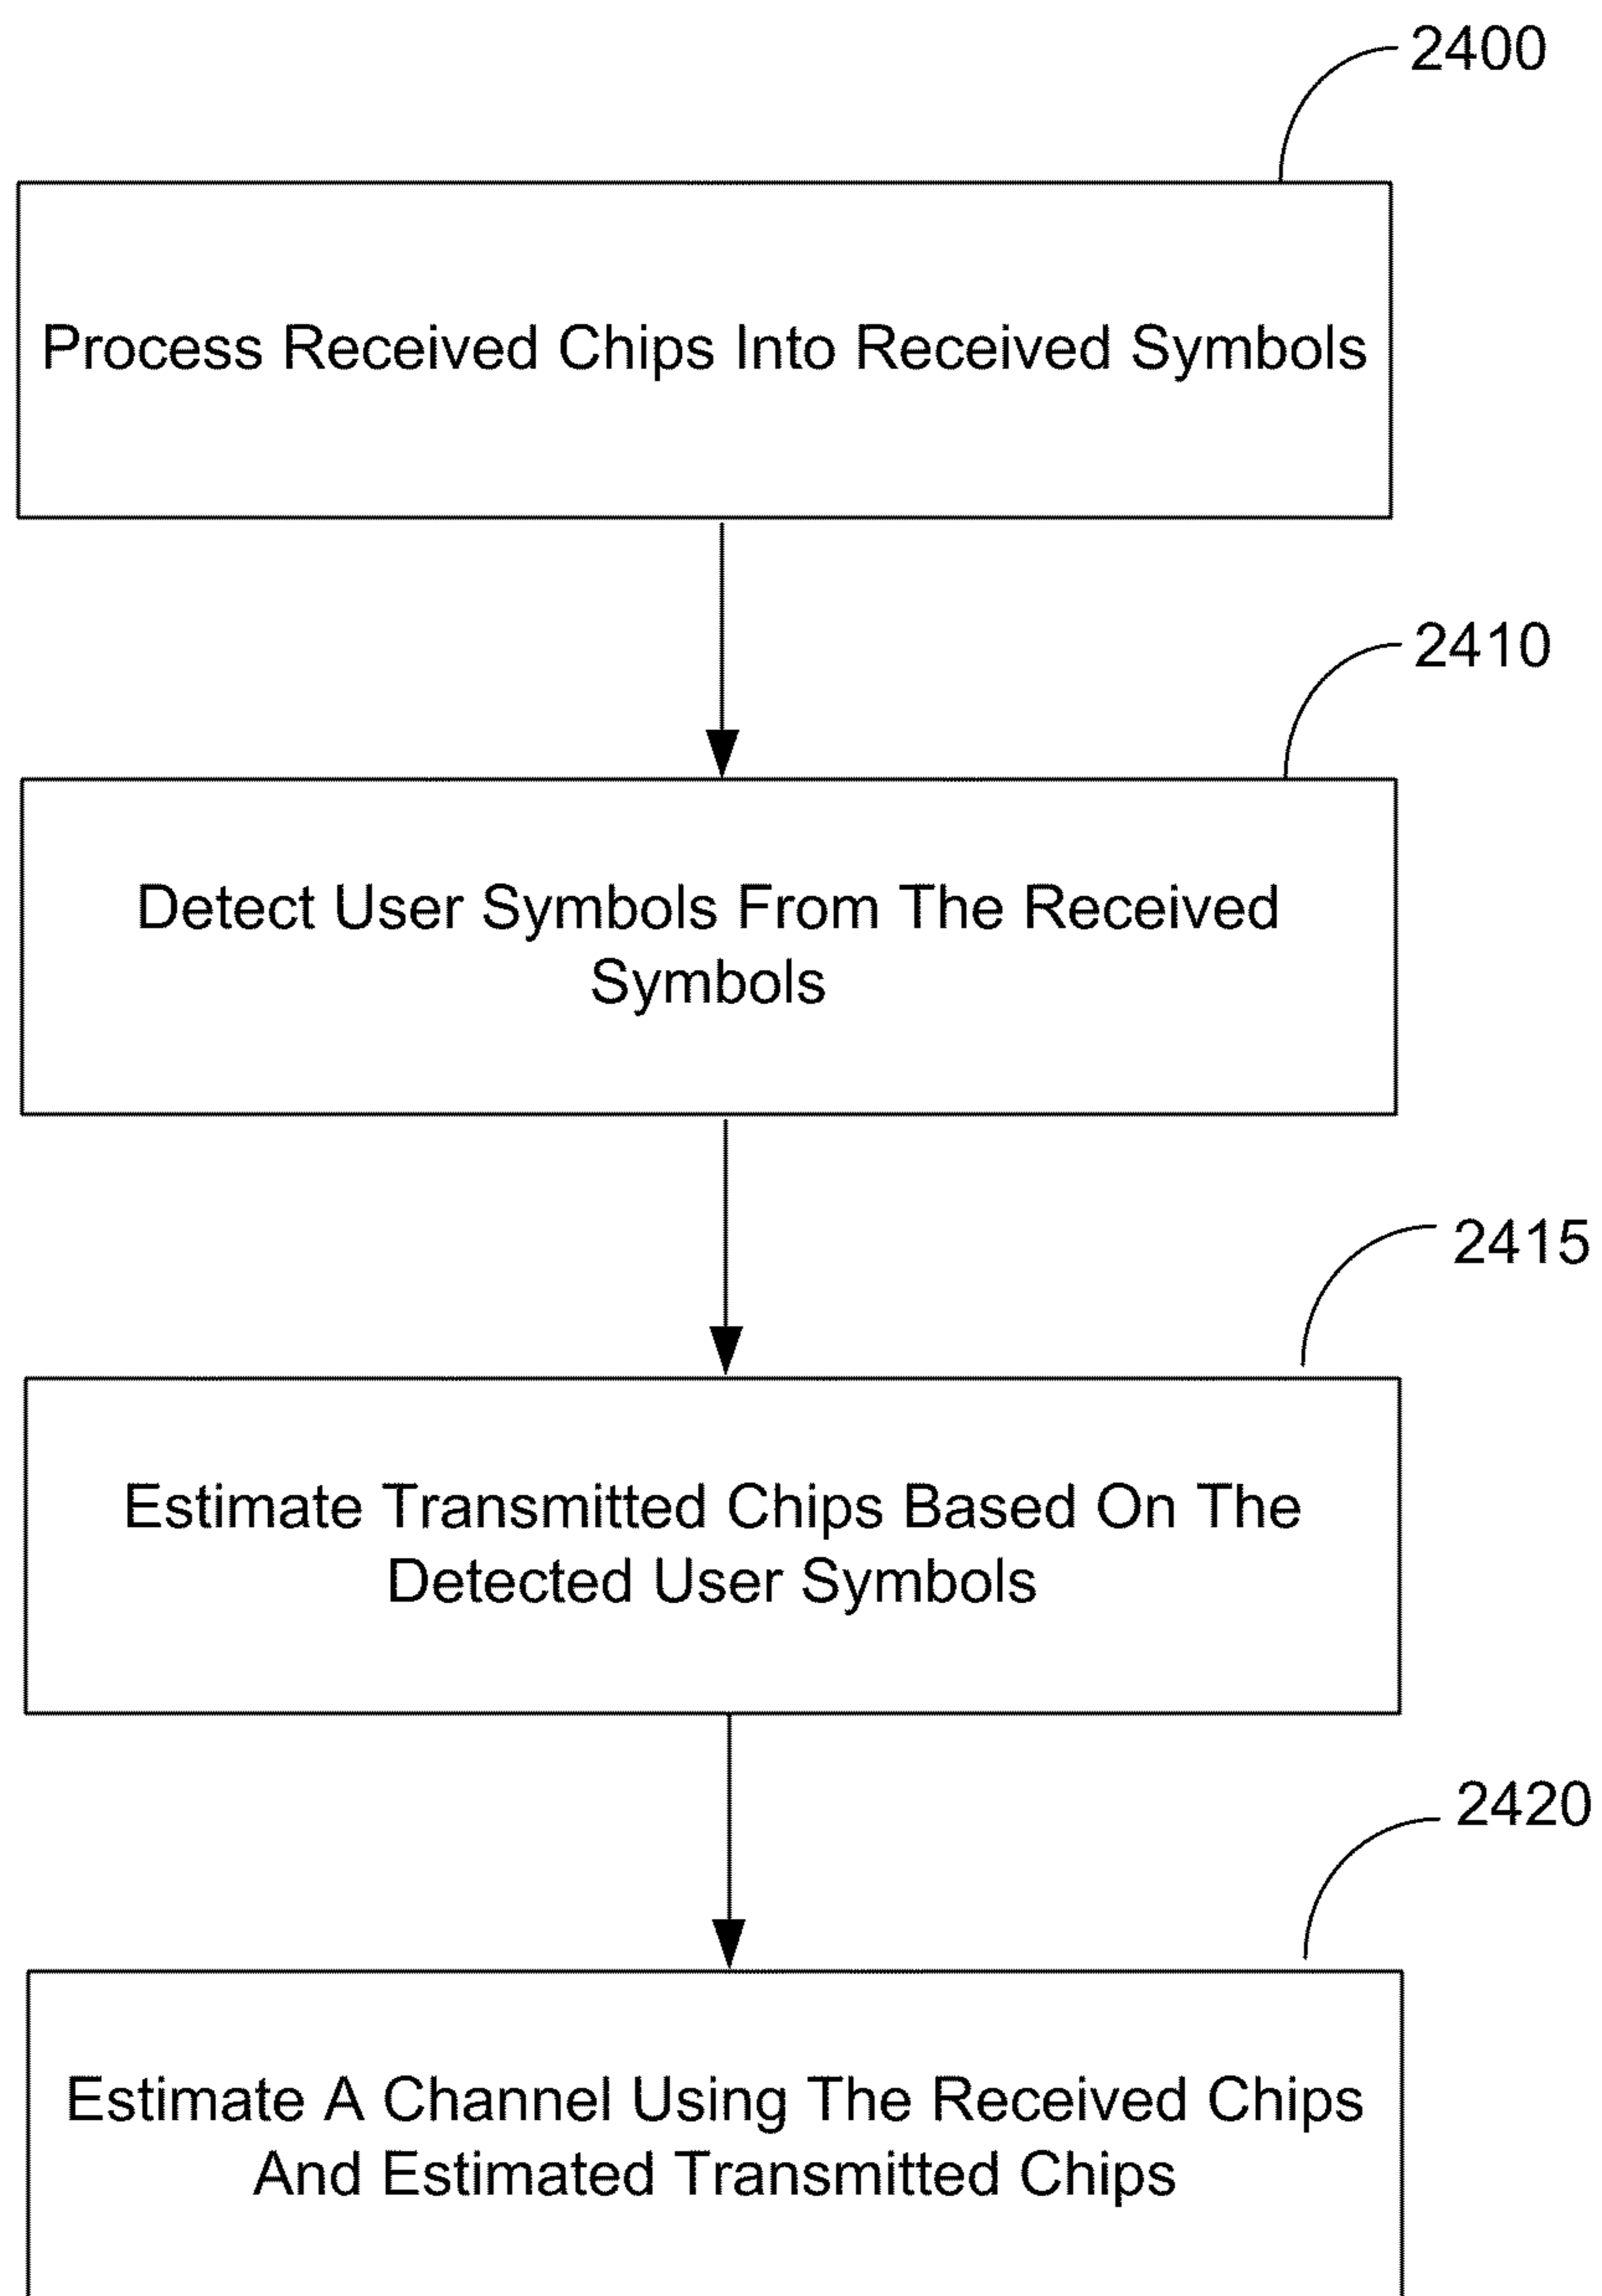 2400
Process Received Chips Into Received Symbols
2410
Detect User Symbols From The Received
Symbols
2415
Estimate Transmitted Chips Based On The
Detected User Symbols
2420
Estimate A Channel Using The Received Chips
And Estimated Transmitted Chips